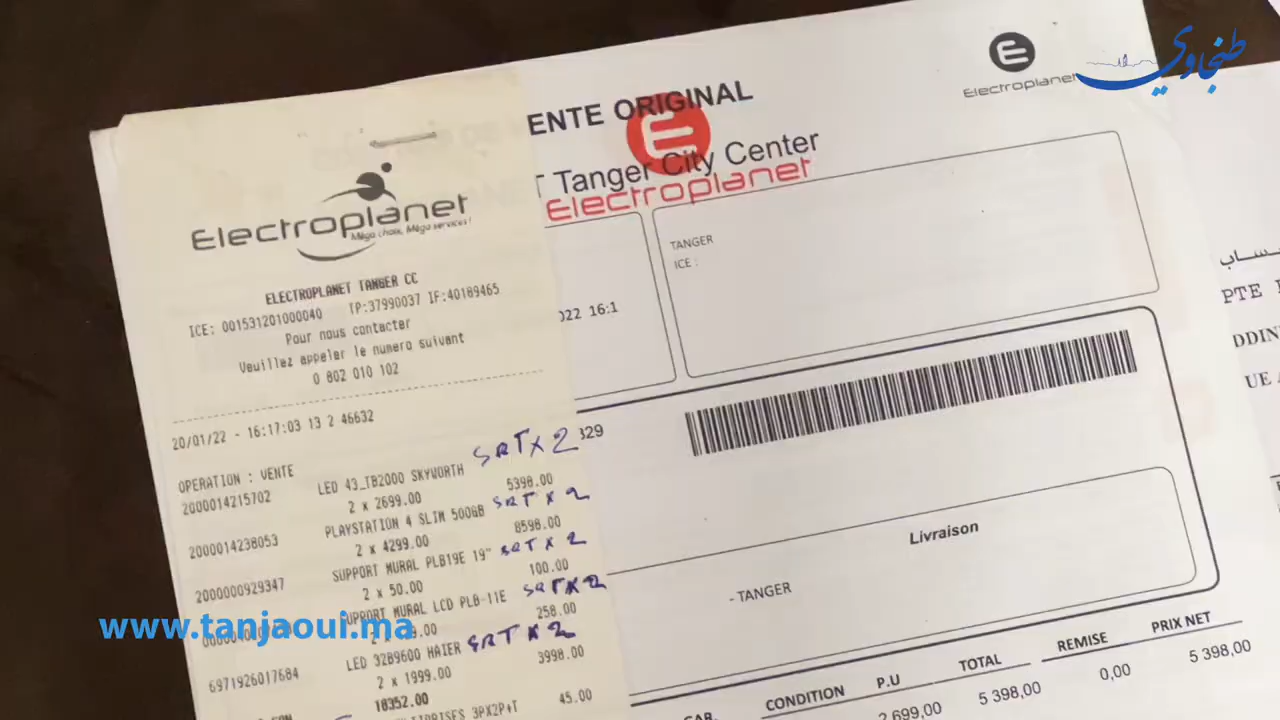 طنجاوي
Electroplanet
ENTE ORIGINAL
Tanger City Center
Electroplanet
Electroplanet
Méga choix, Méga services !
ELECTROPLANET TANGER CC
ICE: 001531201000040 TP:37990037 IF:40189465
Pour nous contacter
Veuillez appeler le numero suivant
0 802 010 102
20/01/22 - 16:17:03 13 2 46632
OPERATION : VENTE
SRT X 2
2000014215702 LED 43_TB2000 SKYWORTH
2 x 2699.00 5398.00
SRT X 2
2000014238053 PLAYSTATION 4 SLIM 500GB
2 x 4299.00 8598.00
SRT X 2
2000000929347 SUPPORT MURAL PLB19E 19"
2 x 50.00 100.00
SRT X 2
SUPPORT MURAL LCD PLB-11E
258.00
SRT X 2
6971926017684 LED 32B9600 HAIER
2 x 1999.00 3998.00
18352.00
3PX2P+T 45.00
TANGER
ICE :
022 16:1
329
Livraison
- TANGER
CONDITION P.U TOTAL REMISE PRIX NET
2 699,00 5 398,00 0,00 5 398,00
PTE
DDIN
UE
www.tanjaoui.ma